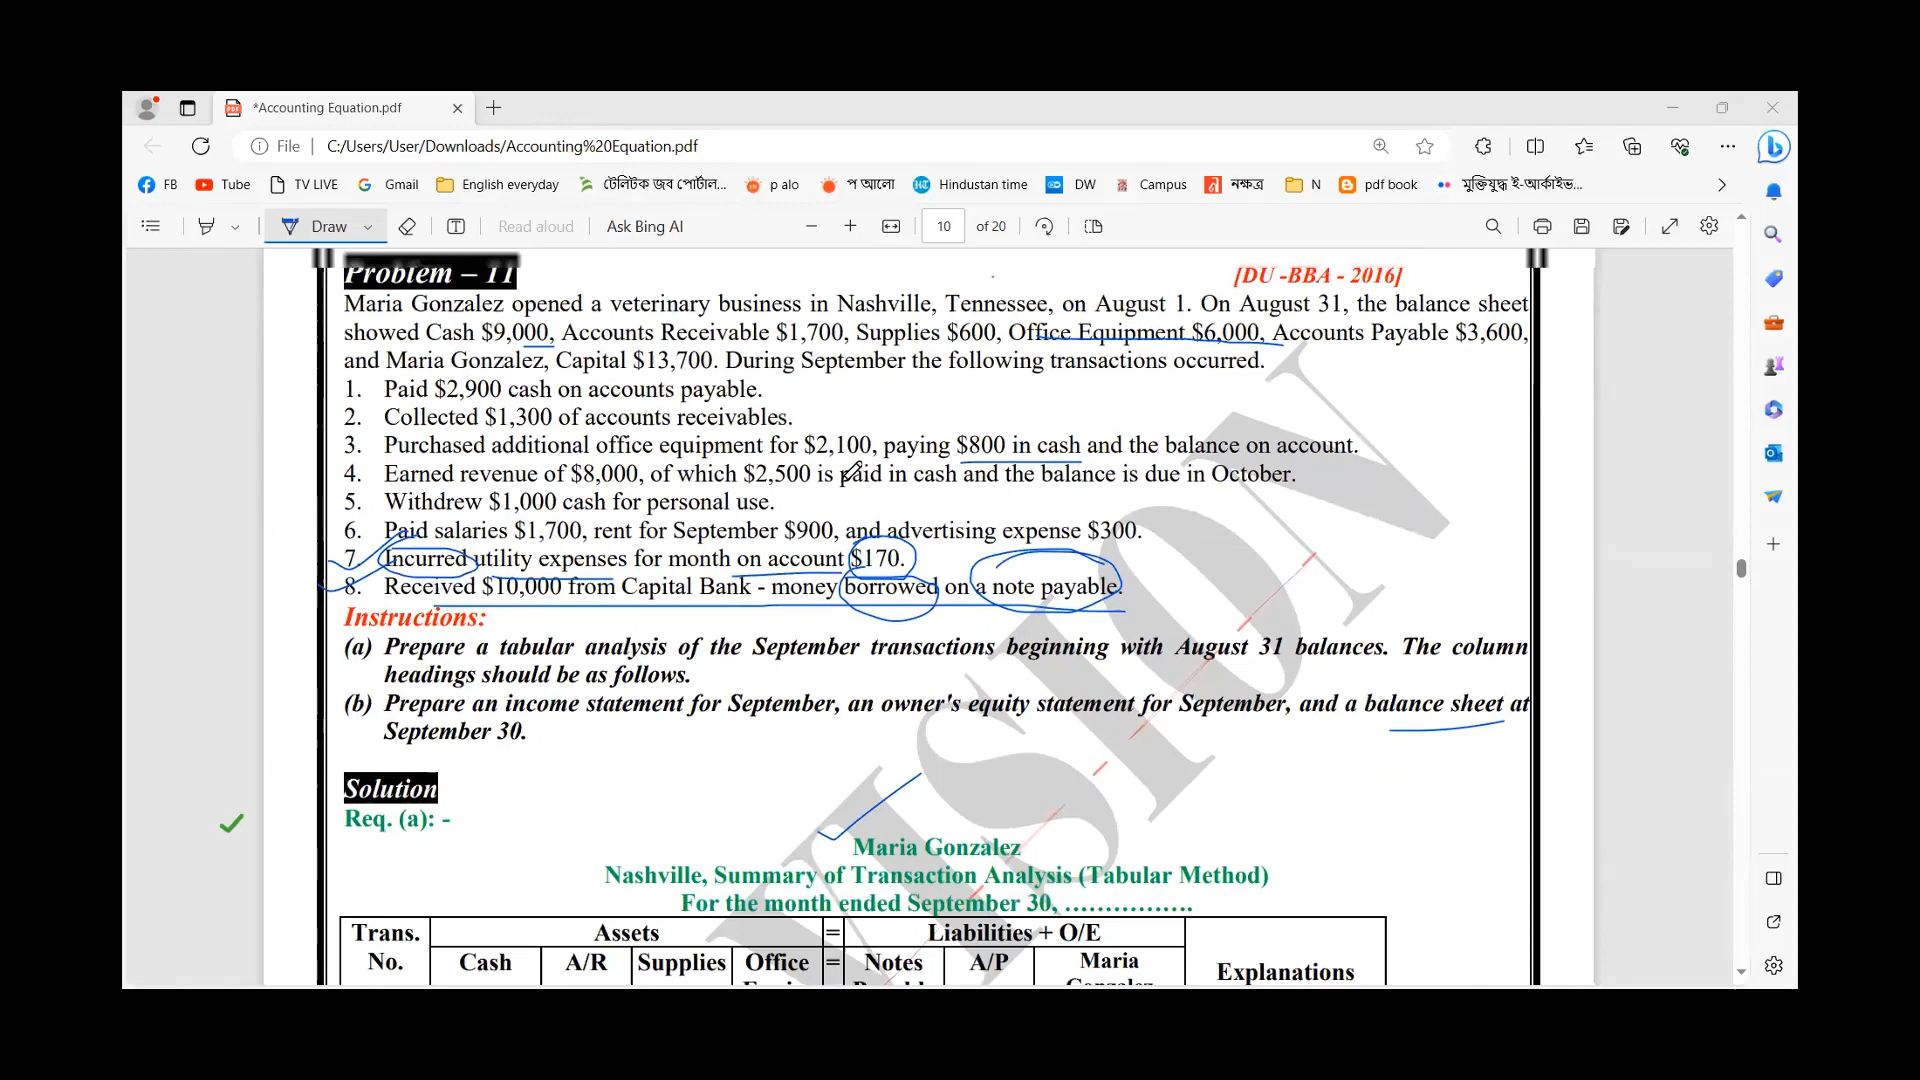 *Accounting Equation.pdf
File C:/Users/User/Downloads/Accounting%20Equation.pdf
FB Tube TV LIVE Gmail English everyday টেলিটক জব পোর্টাল... p alo প আলো Hindustan time DW Campus নক্ষত্র N pdf book মুক্তিযুদ্ধ ই-আর্কাইভ...
Draw Read aloud Ask Bing AI 10 of 20
Problem – 11 [DU -BBA - 2016]
Maria Gonzalez opened a veterinary business in Nashville, Tennessee, on August 1. On August 31, the balance sheet
showed Cash $9,000, Accounts Receivable $1,700, Supplies $600, Office Equipment $6,000, Accounts Payable $3,600,
and Maria Gonzalez, Capital $13,700. During September the following transactions occurred.
1. Paid $2,900 cash on accounts payable.
2. Collected $1,300 of accounts receivables.
3. Purchased additional office equipment for $2,100, paying $800 in cash and the balance on account.
4. Earned revenue of $8,000, of which $2,500 is paid in cash and the balance is due in October.
5. Withdrew $1,000 cash for personal use.
6. Paid salaries $1,700, rent for September $900, and advertising expense $300.
7. Incurred utility expenses for month on account $170.
8. Received $10,000 from Capital Bank - money borrowed on a note payable.
Instructions:
(a) Prepare a tabular analysis of the September transactions beginning with August 31 balances. The column
headings should be as follows.
(b) Prepare an income statement for September, an owner's equity statement for September, and a balance sheet at
September 30.
Solution
Req. (a): -
Maria Gonzalez
Nashville, Summary of Transaction Analysis (Tabular Method)
For the month ended September 30, …………….
Trans. Assets = Liabilities + O/E
No. Cash A/R Supplies Office = Notes A/P Maria Explanations
VISION